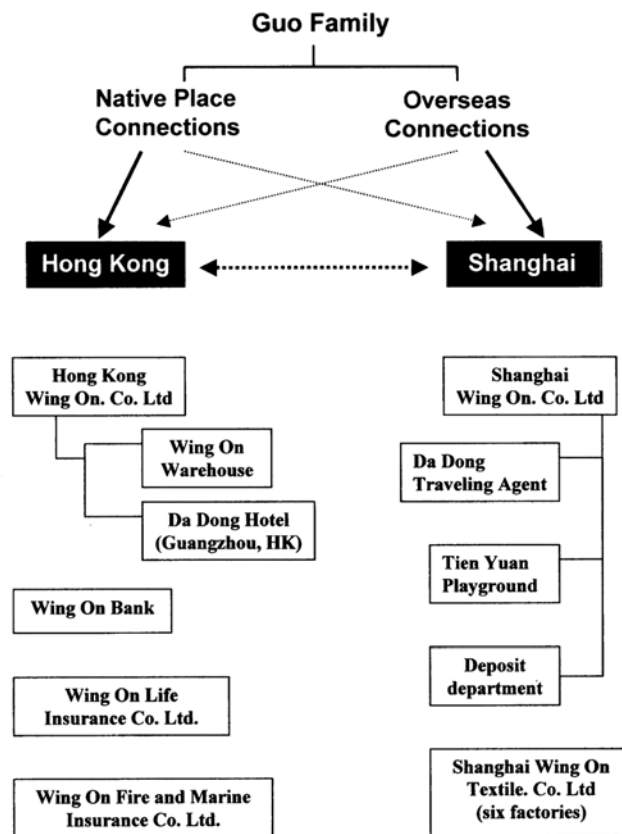 Guo Family
Native Place
Connections
Overseas
Connections
Hong Kong
Shanghai
Hong Kong
Wing On. Co. Ltd
Wing On
Warehouse
Da Dong Hotel
(Guangzhou, HK)
Wing On Bank
Wing On Life
Insurance Co. Ltd.
Wing On Fire and Marine
Insurance Co. Ltd.
Shanghai
Wing On. Co. Ltd
Da Dong
Traveling Agent
Tien Yuan
Playground
Deposit
department
Shanghai Wing On
Textile. Co. Ltd
(six factories)